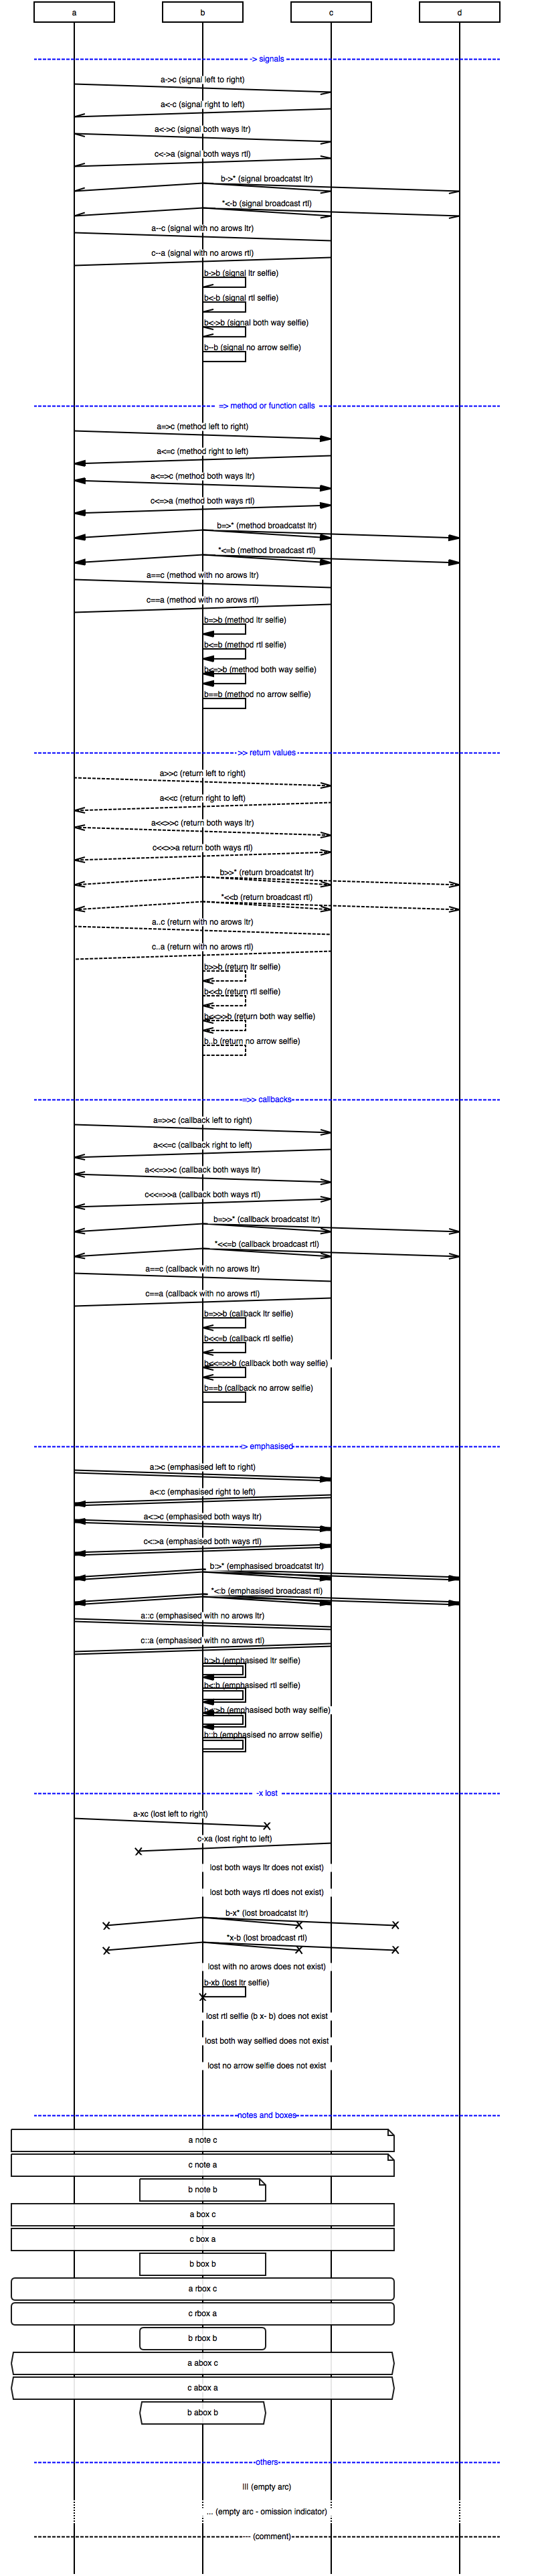 a b c d
-> signals
a->c (signal left to right)
a<-c (signal right to left)
a<->c (signal both ways ltr)
c<->a (signal both ways rtl)
b->* (signal broadcatst ltr)
*<-b (signal broadcast rtl)
a--c (signal with no arows ltr)
c--a (signal with no arows rtl)
b->b (signal ltr selfie)
b<-b (signal rtl selfie)
b<->b (signal both way selfie)
b--b (signal no arrow selfie)
=> method or function calls
a=>c (method left to right)
a<=c (method right to left)
a<=>c (method both ways ltr)
c<=>a (method both ways rtl)
b=>* (method broadcatst ltr)
*<=b (method broadcast rtl)
a==c (method with no arows ltr)
c==a (method with no arows rtl)
b=>b (method ltr selfie)
b<=b (method rtl selfie)
b<=>b (method both way selfie)
b==b (method no arrow selfie)
>> return values
a>>c (return left to right)
a<<c (return right to left)
a<<>>c (return both ways ltr)
c<<>>a return both ways rtl)
b>>* (return broadcatst ltr)
*<<b (return broadcast rtl)
a..c (return with no arows ltr)
c..a (return with no arows rtl)
b>>b (return ltr selfie)
b<<b (return rtl selfie)
b<<>>b (return both way selfie)
b..b (return no arrow selfie)
=>> callbacks
a=>>c (callback left to right)
a<<=c (callback right to left)
a<<=>>c (callback both ways ltr)
c<<=>>a (callback both ways rtl)
b=>>* (callback broadcatst ltr)
*<<=b (callback broadcast rtl)
a==c (callback with no arows ltr)
c==a (callback with no arows rtl)
b=>>b (callback ltr selfie)
b<<=b (callback rtl selfie)
b<<=>>b (callback both way selfie)
b==b (callback no arrow selfie)
:> emphasised
a:>c (emphasised left to right)
a<:c (emphasised right to left)
a<:>c (emphasised both ways ltr)
c<:>a (emphasised both ways rtl)
b:>* (emphasised broadcatst ltr)
*<:b (emphasised broadcast rtl)
a::c (emphasised with no arows ltr)
c::a (emphasised with no arows rtl)
b:>b (emphasised ltr selfie)
b<:b (emphasised rtl selfie)
b<:>b (emphasised both way selfie)
b::b (emphasised no arrow selfie)
-x lost
a-xc (lost left to right)
c-xa (lost right to left)
lost both ways ltr does not exist)
lost both ways rtl does not exist)
b-x* (lost broadcatst ltr)
*x-b (lost broadcast rtl)
lost with no arows does not exist)
b-xb (lost ltr selfie)
lost rtl selfie (b x- b) does not exist
lost both way selfied does not exist
lost no arrow selfie does not exist
notes and boxes
a note c
c note a
b note b
a box c
c box a
b box b
a rbox c
c rbox a
b rbox b
a abox c
c abox a
b abox b
others
||| (empty arc)
... (empty arc - omission indicator)
--- (comment)